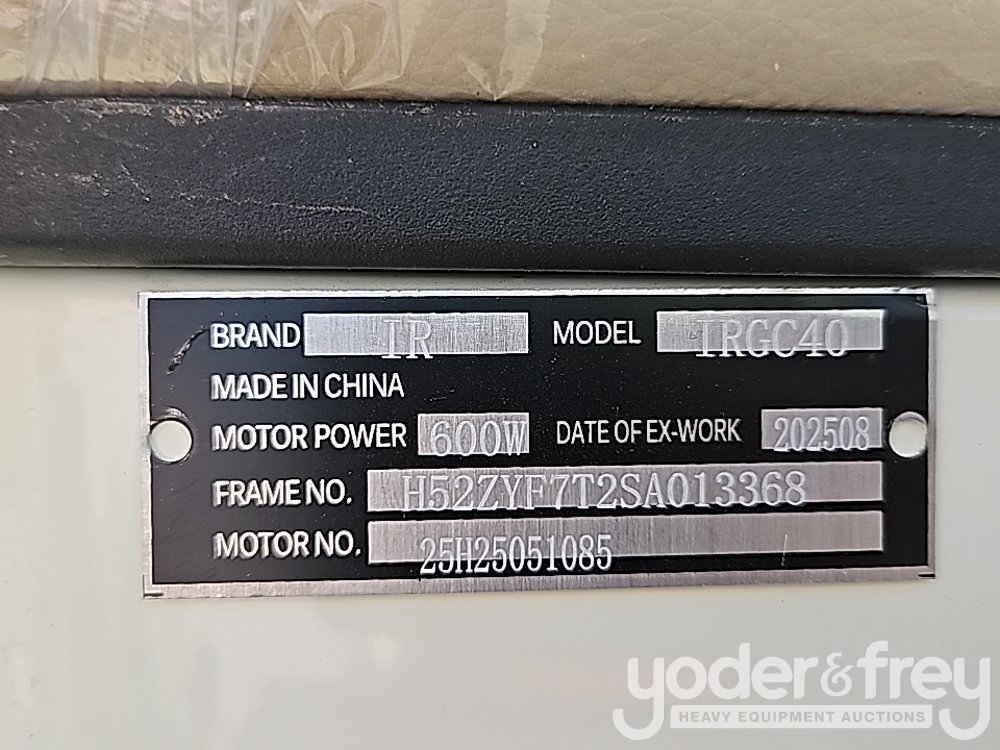 BRAND IR MODEL IRGC40
MADE IN CHINA
MOTOR POWER 600W DATE OF EX-WORK 202508
FRAME NO. H52ZYF7T2SA013368
MOTOR NO. 25H25051085
yoder&frey
HEAVY EQUIPMENT AUCTIONS